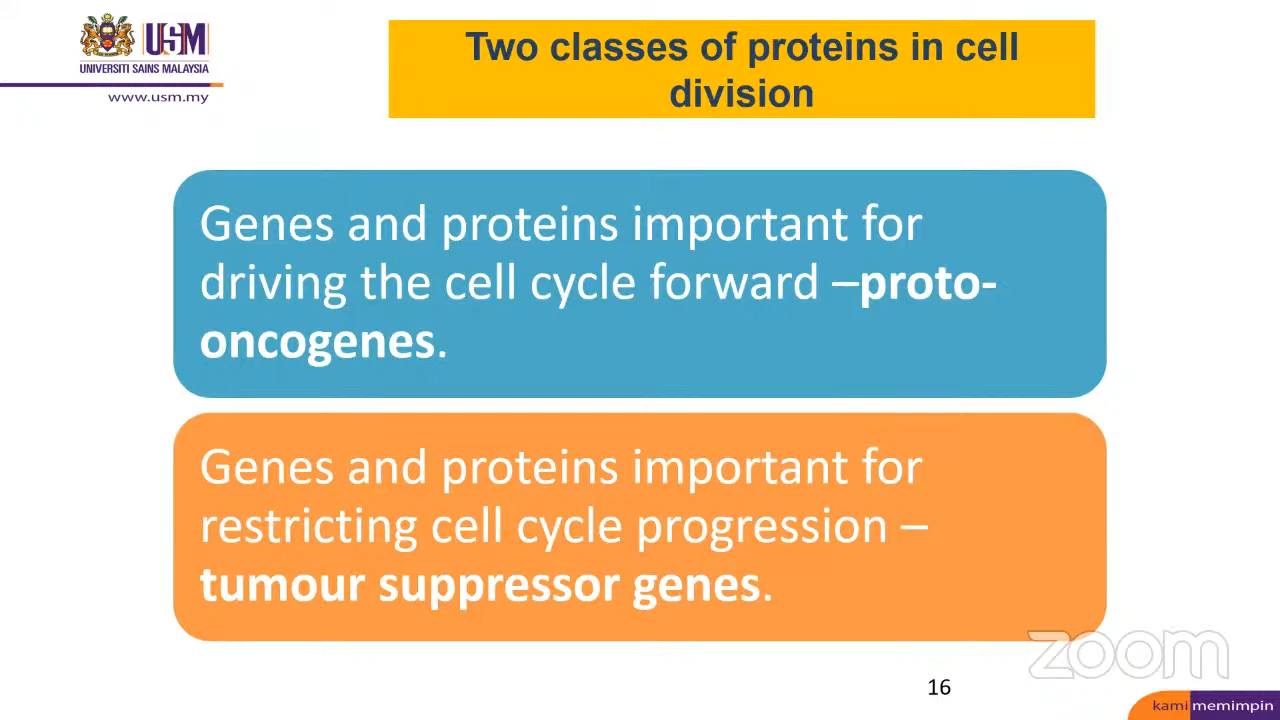 USM
UNIVERSITI SAINS MALAYSIA
www.usm.my
Two classes of proteins in cell
division
Genes and proteins important for
driving the cell cycle forward –proto-
oncogenes.
Genes and proteins important for
restricting cell cycle progression –
tumour suppressor genes.
zoom
16
kami memimpin